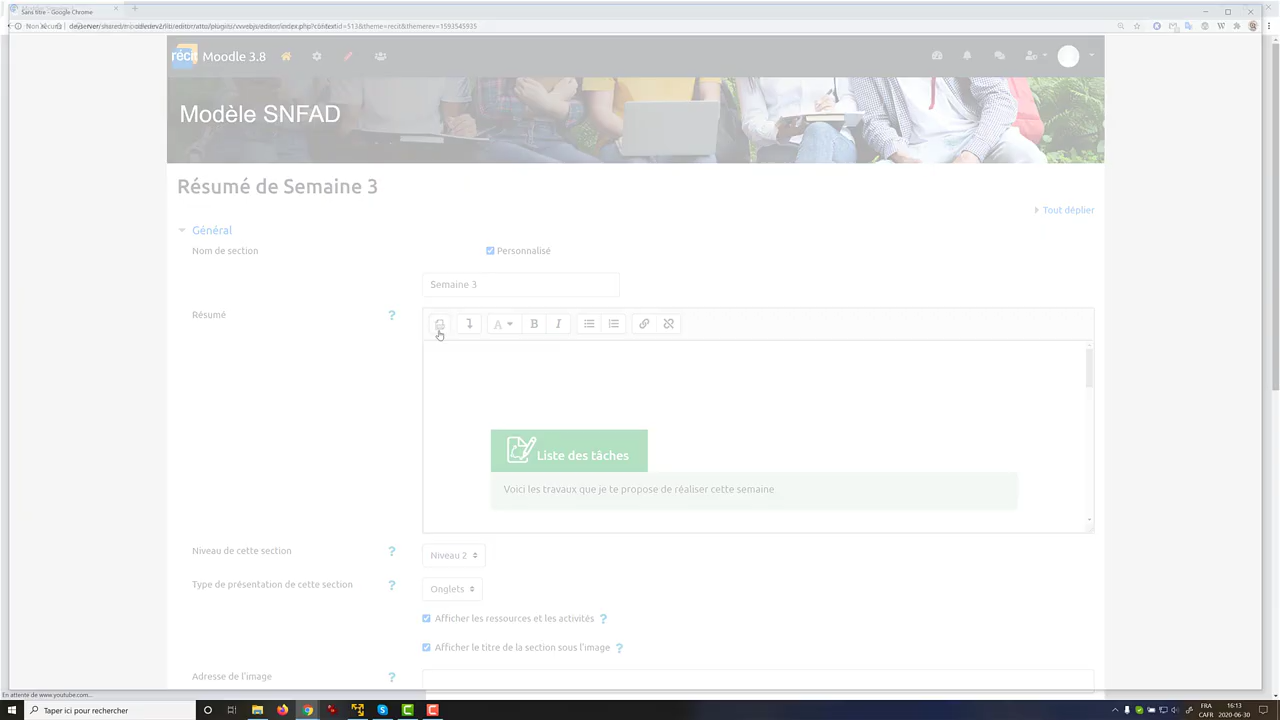 Sans titre - Google Chrome
Non sécurisé
récit Moodle 3.8
Modèle SNFAD
Résumé de Semaine 3
Tout déplier
Général
Nom de section
Personnalisé
Semaine 3
Résumé
?
A B I
Liste des tâches
Voici les travaux que je te propose de réaliser cette semaine
Niveau de cette section
?
Niveau 2
Type de présentation de cette section
?
Onglets
Afficher les ressources et les activités ?
Afficher le titre de la section sous l'image ?
Adresse de l'image
?
En attente de www.youtube.com...
Taper ici pour rechercher
FRA
CAFR
16:13
2020-06-30